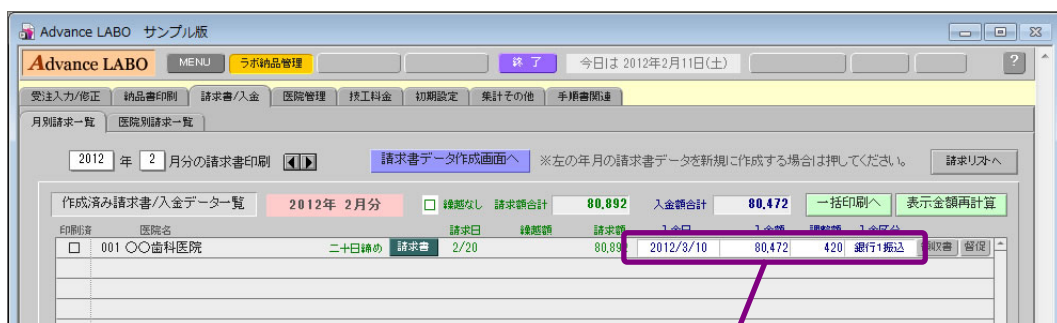 Advance LABO サンプル版
Advance LABO MENU ラボ納品管理 終 了 今日は 2012年2月11日(土) ?
受注入力/修正 納品書印刷 請求書/入金 医院管理 技工料金 初期設定 集計その他 手順書関連
月別請求一覧 医院別請求一覧
2012 年 2 月分の請求書印刷 請求書データ作成画面へ ※左の年月の請求書データを新規に作成する場合は押してください。 請求リストへ
作成済み請求書/入金データ一覧 2012年 2月分 繰越なし 請求額合計 80,892 入金額合計 80,472 一括印刷へ 表示金額再計算
印刷済 医院名 請求日 繰越額 請求額 入金日 入金額 調整額 入金区分
001 〇〇歯科医院 二十日締め 請求書 2/20 80,892 2012/3/10 80,472 420 銀行1振込 領収書 督促